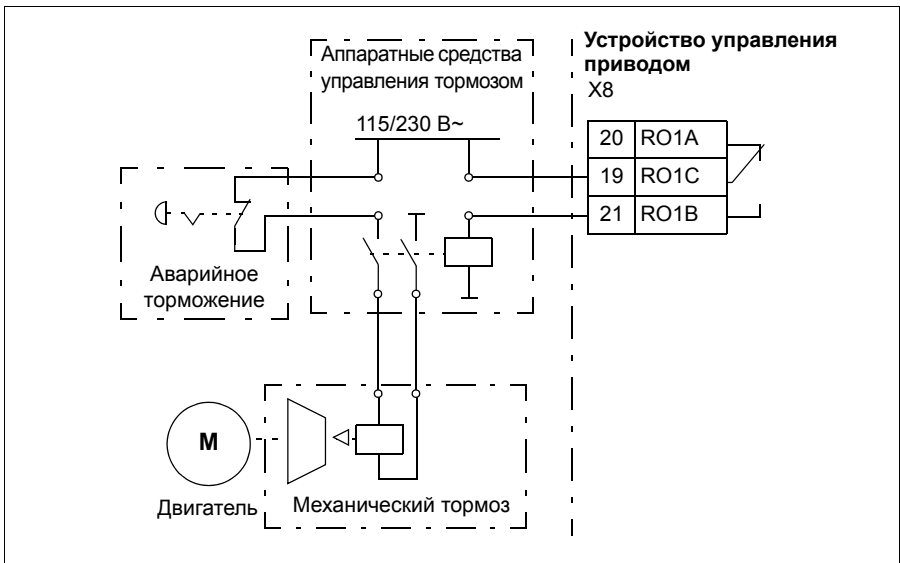 Аппаратные средства
управления тормозом
115/230 В~
Устройство управления
приводом
X8
20 RO1A
19 RO1C
21 RO1B
Аварийное
торможение
M
Двигатель
Механический тормоз